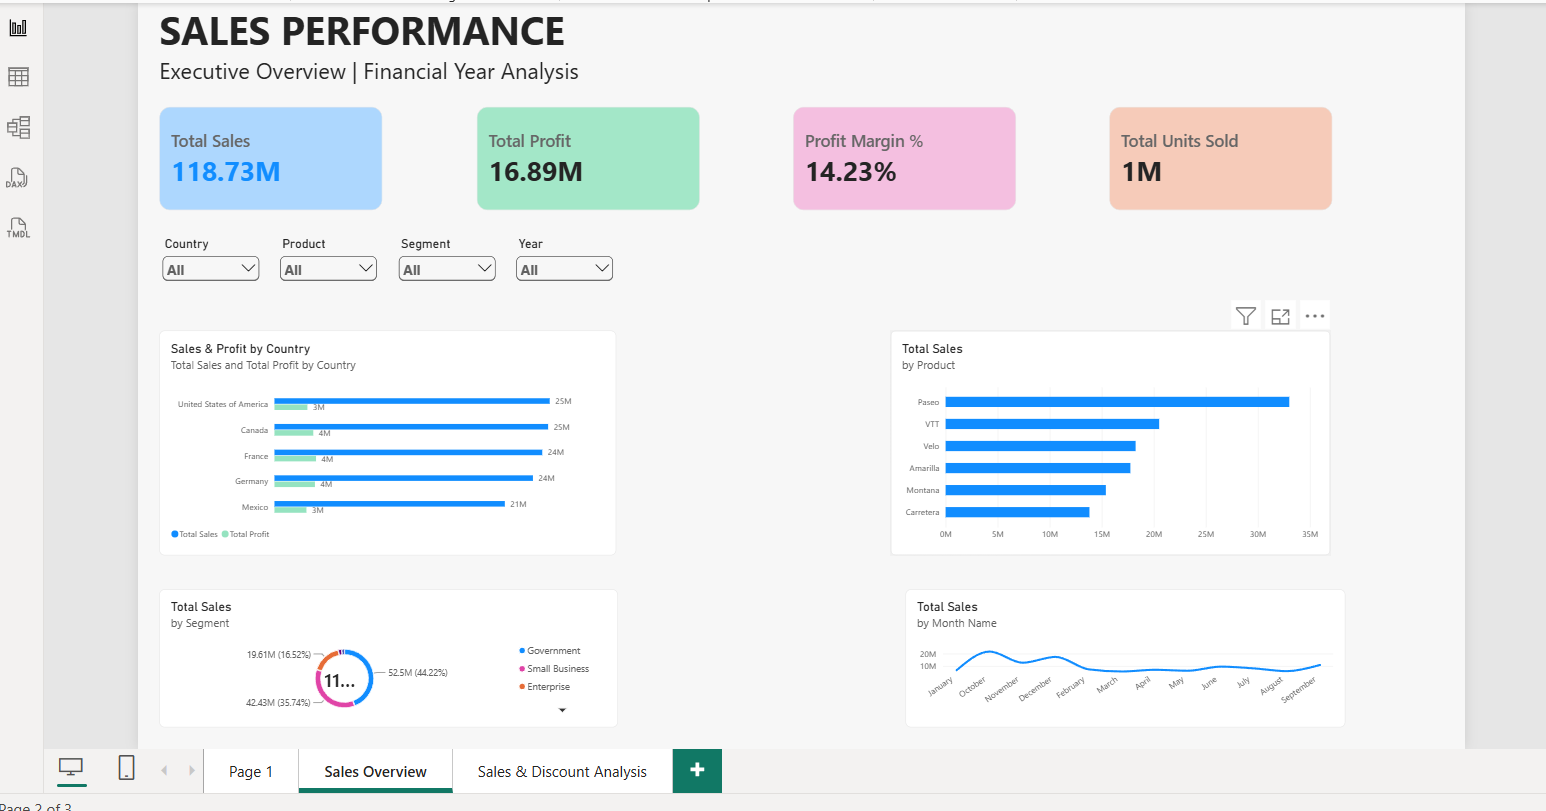 SALES PERFORMANCE
Executive Overview | Financial Year Analysis
Total Sales
118.73M
Total Profit
16.89M
Profit Margin %
14.23%
Total Units Sold
1M
Country
All
Product
All
Segment
All
Year
All
DAX
TMDL
Sales & Profit by Country
Total Sales and Total Profit by Country
United States of America
25M
3M
Canada
25M
4M
France
24M
4M
Germany
24M
4M
Mexico
21M
3M
Total Sales
Total Profit
Total Sales
by Product
Paseo
VTT
Velo
Amarilla
Montana
Carretera
0M 5M 10M 15M 20M 25M 30M 35M
Total Sales
by Segment
19.61M (16.52%)
52.5M (44.22%)
42.43M (35.74%)
11...
Government
Small Business
Enterprise
Total Sales
by Month Name
20M
10M
January October November December February March April May June July August September
Page 1
Sales Overview
Sales & Discount Analysis
Page 2 of 3